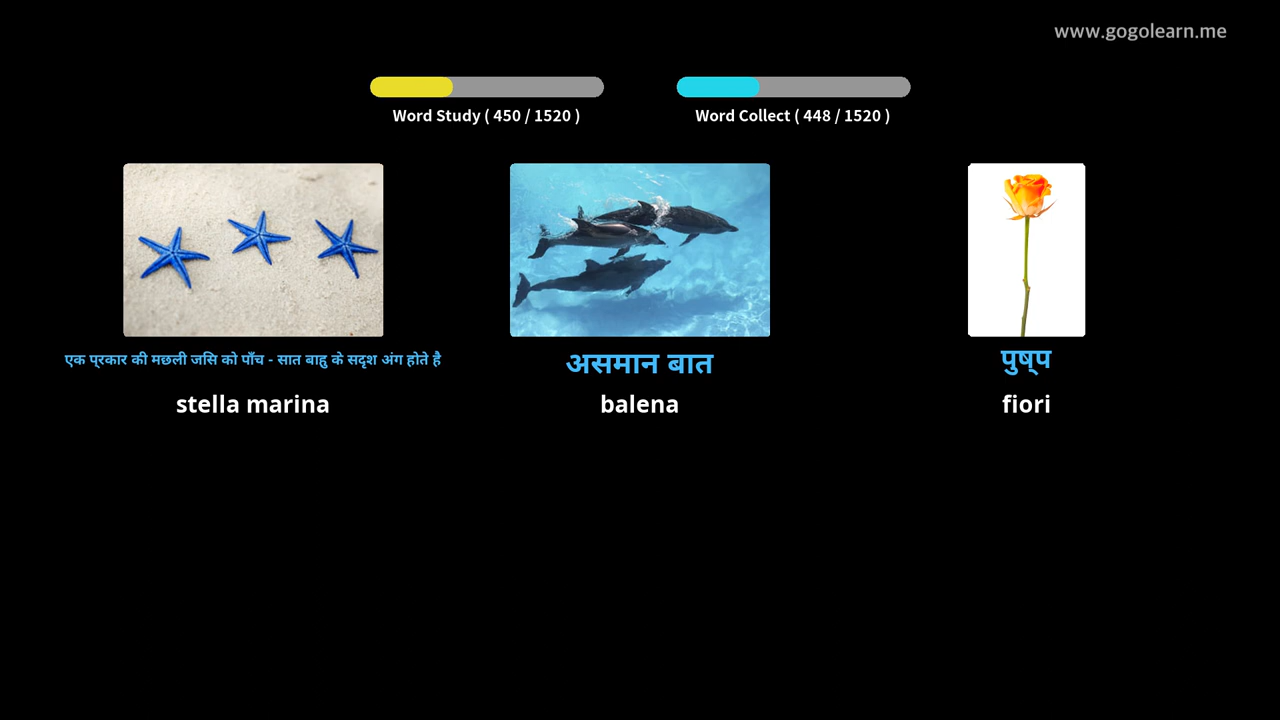 www.gogolearn.me
Word Study ( 450 / 1520 )
Word Collect ( 448 / 1520 )
एक प्रकार की मछली जसि को पाँच - सात बाहु के सदृश अंग होते है
असमान बात
पुष्प
stella marina
balena
fiori